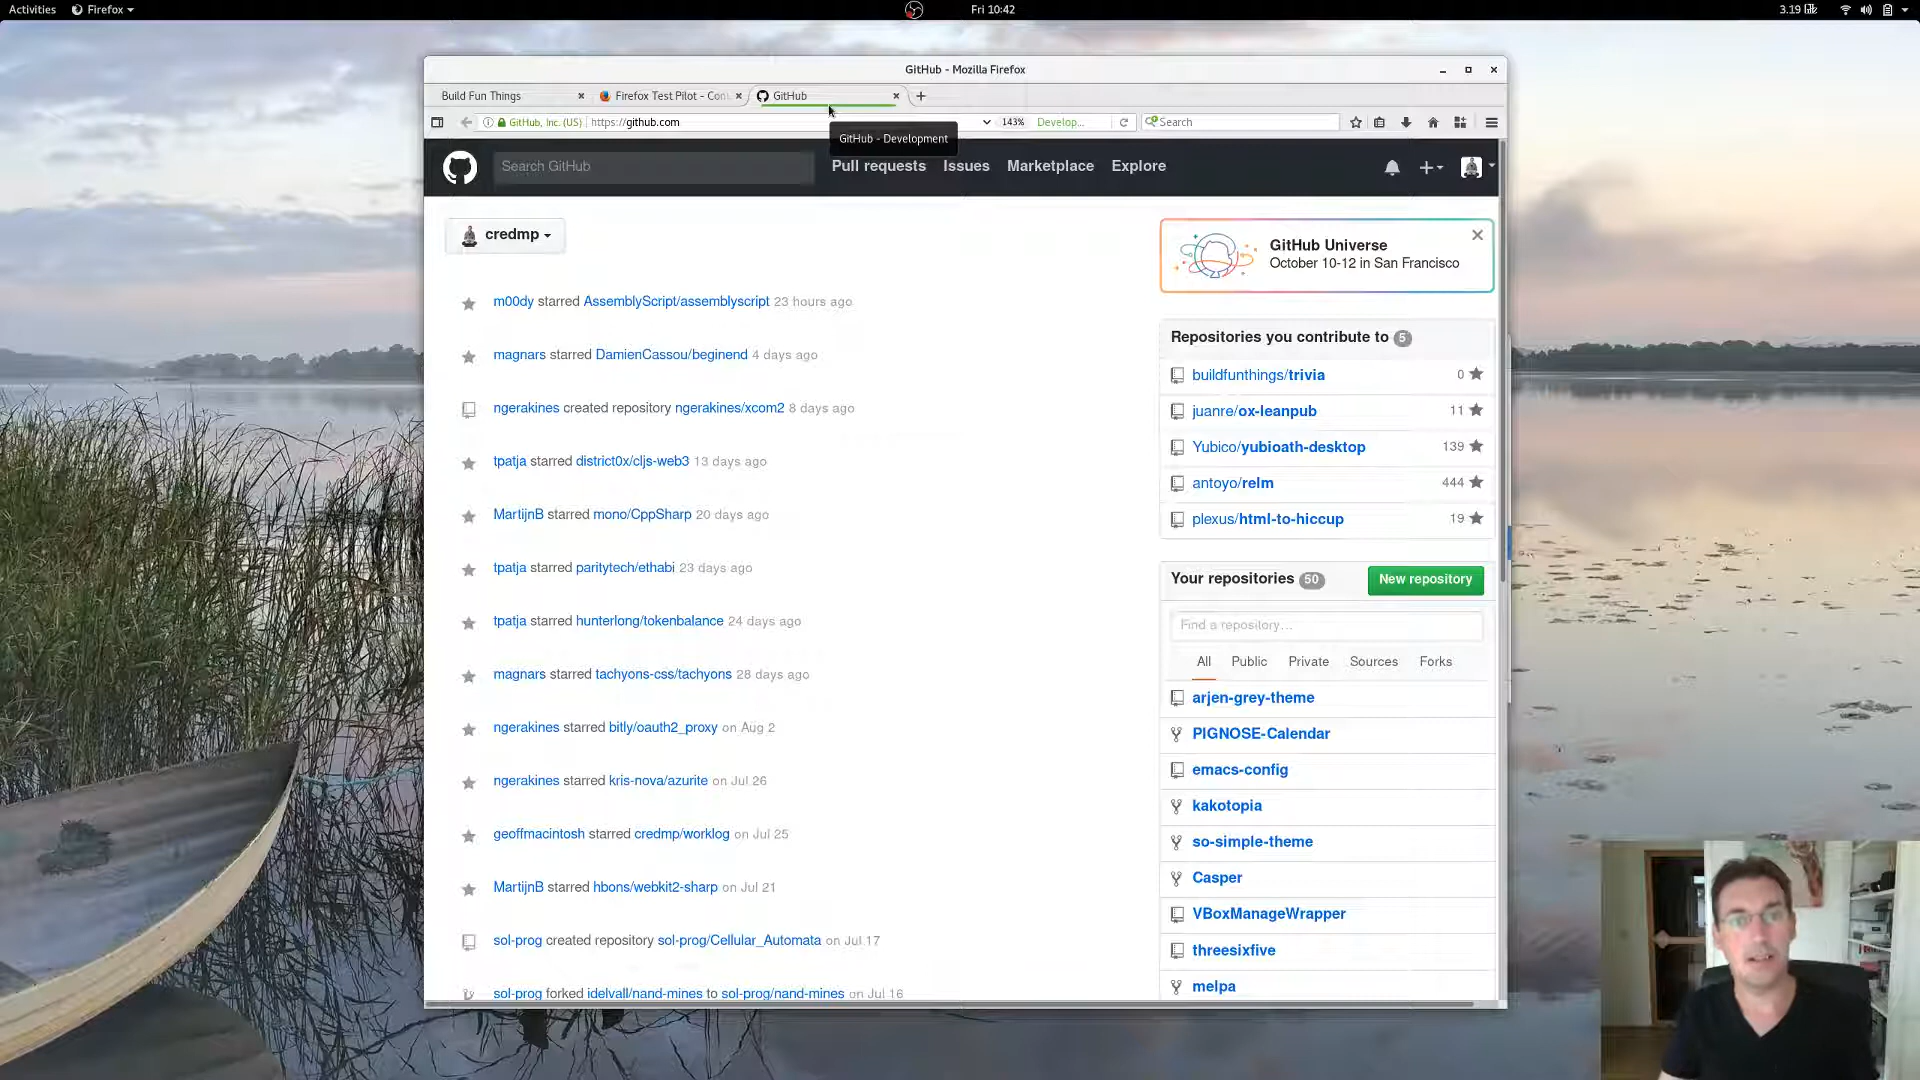 Activities Firefox Fri 10:42 3.19
GitHub - Mozilla Firefox
Build Fun Things Firefox Test Pilot - Con GitHub
GitHub, Inc. (US) https://github.com 143% Develop... Search
GitHub - Development
Search GitHub Pull requests Issues Marketplace Explore
credmp
GitHub Universe
October 10-12 in San Francisco
m00dy starred AssemblyScript/assemblyscript 23 hours ago
magnars starred DamienCassou/beginend 4 days ago
ngerakines created repository ngerakines/xcom2 8 days ago
tpatja starred district0x/cljs-web3 13 days ago
MartijnB starred mono/CppSharp 20 days ago
tpatja starred paritytech/ethabi 23 days ago
tpatja starred hunterlong/tokenbalance 24 days ago
magnars starred tachyons-css/tachyons 28 days ago
ngerakines starred bitly/oauth2_proxy on Aug 2
ngerakines starred kris-nova/azurite on Jul 26
geoffmacintosh starred credmp/worklog on Jul 25
MartijnB starred hbons/webkit2-sharp on Jul 21
sol-prog created repository sol-prog/Cellular_Automata on Jul 17
sol-prog forked idelvall/nand-mines to sol-prog/nand-mines on Jul 16
Repositories you contribute to 5
buildfunthings/trivia 0
juanre/ox-leanpub 11
Yubico/yubioath-desktop 139
antoyo/relm 444
plexus/html-to-hiccup 19
Your repositories 50 New repository
Find a repository...
All Public Private Sources Forks
arjen-grey-theme
PIGNOSE-Calendar
emacs-config
kakotopia
so-simple-theme
Casper
VBoxManageWrapper
threesixfive
melpa